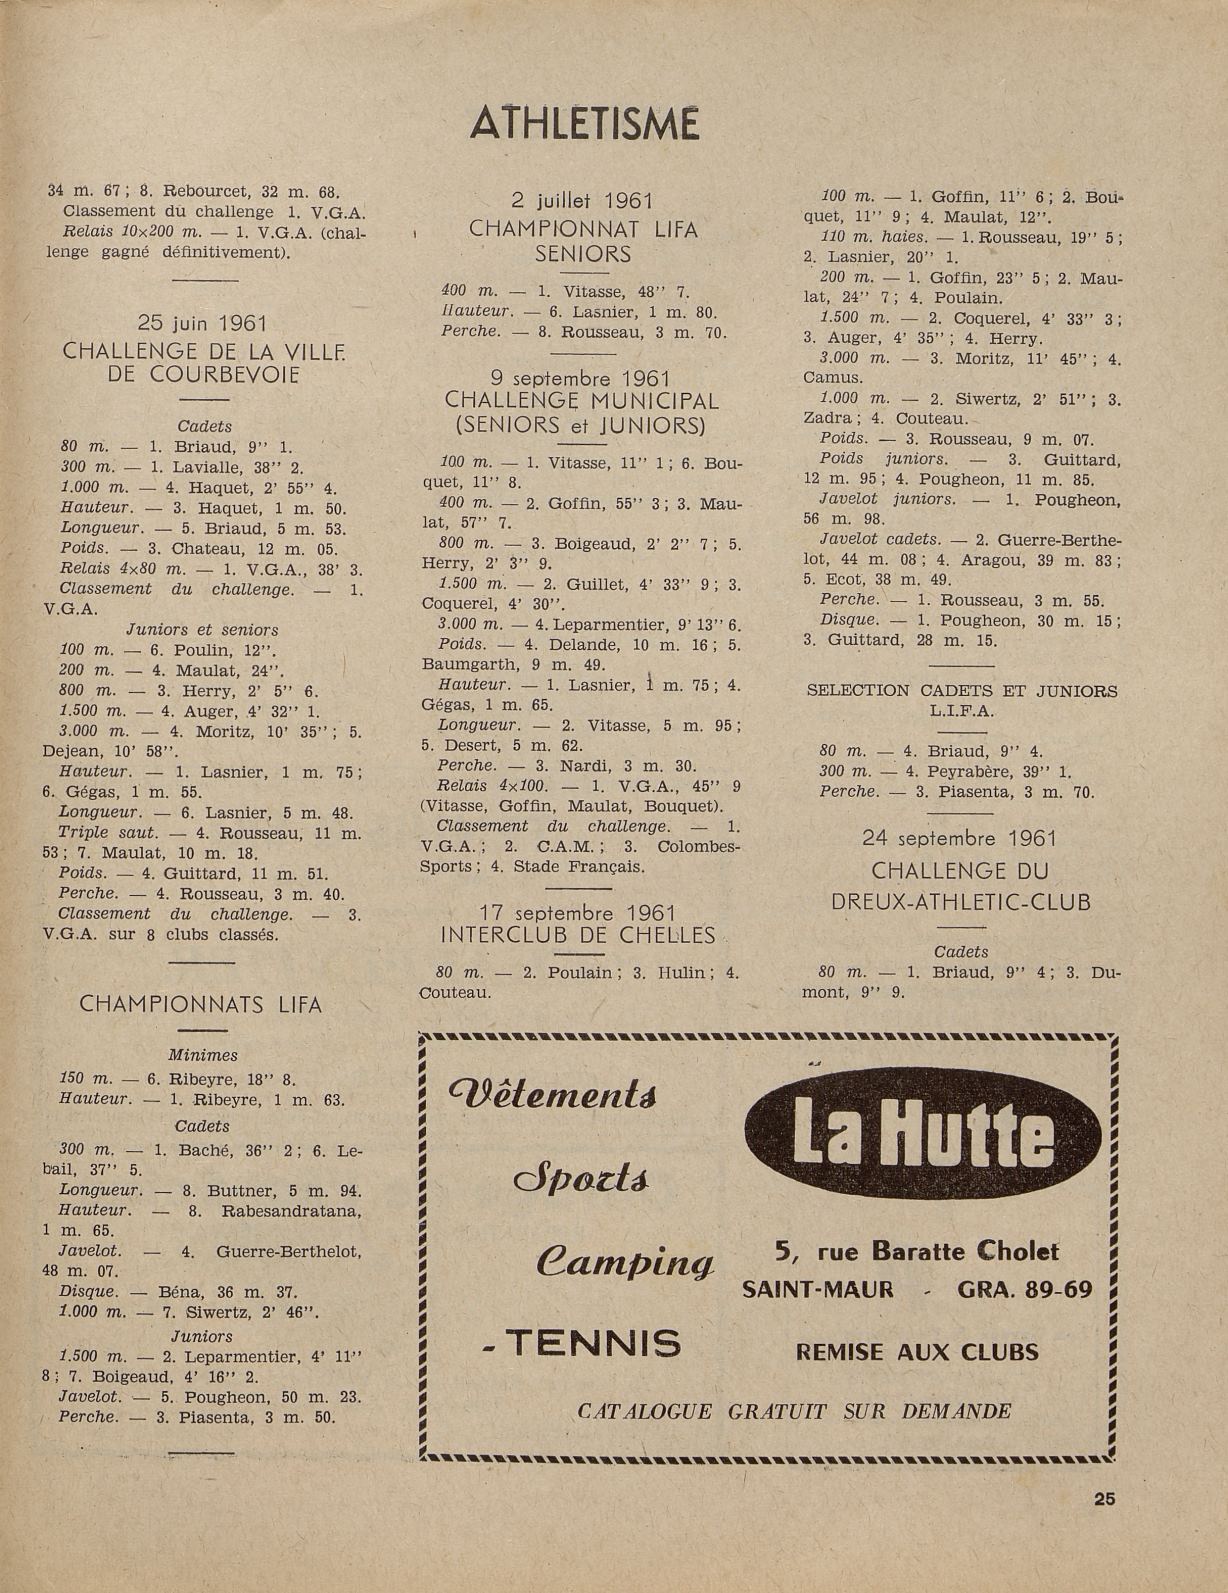 ATHLETISME
34 m. 67 ; 8. Rebourcet, 32 m. 68.
Classement du challenge 1. V.G.A.
Relais 10×200 m. — 1. V.G.A. (chal-
lenge gagné définitivement).
25 juin 1961
CHALLENGE DE LA VILLE
DE COURBEVOIE
Cadets
80 m. — 1. Briaud, 9'' 1.
300 m. — 1. Lavialle, 38'' 2.
1.000 m. — 4. Haquet, 2' 55'' 4.
Hauteur. — 3. Haquet, 1 m. 50.
Longueur. — 5. Briaud, 5 m. 53.
Poids. — 3. Chateau, 12 m. 05.
Relais 4×80 m. — 1. V.G.A., 38' 3.
Classement du challenge. — 1.
V.G.A.
Juniors et seniors
100 m. — 6. Poulin, 12''.
200 m. — 4. Maulat, 24''.
800 m. — 3. Herry, 2' 5'' 6.
1.500 m. — 4. Auger, 4' 32'' 1.
3.000 m. — 4. Moritz, 10' 35'' ; 5.
Dejean, 10' 58''.
Hauteur. — 1. Lasnier, 1 m. 75 ;
6. Gégas, 1 m. 55.
Longueur. — 6. Lasnier, 5 m. 48.
Triple saut. — 4. Rousseau, 11 m.
53 ; 7. Maulat, 10 m. 18.
Poids. — 4. Guittard, 11 m. 51.
Perche. — 4. Rousseau, 3 m. 40.
Classement du challenge. — 3.
V.G.A. sur 8 clubs classés.
CHAMPIONNATS LIFA
Minimes
150 m. — 6. Ribeyre, 18'' 8.
Hauteur. — 1. Ribeyre, 1 m. 63.
Cadets
300 m. — 1. Baché, 36'' 2 ; 6. Le-
bail, 37'' 5.
Longueur. — 8. Buttner, 5 m. 94.
Hauteur. — 8. Rabesandratana,
1 m. 65.
Javelot. — 4. Guerre-Berthelot,
48 m. 07.
Disque. — Béna, 36 m. 37.
1.000 m. — 7. Siwertz, 2' 46''.
Juniors
1.500 m. — 2. Leparmentier, 4' 11''
8 ; 7. Boigeaud, 4' 16'' 2.
Javelot. — 5. Pougheon, 50 m. 23.
Perche. — 3. Piasenta, 3 m. 50.
2 juillet 1961
CHAMPIONNAT LIFA
SENIORS
400 m. — 1. Vitasse, 48'' 7.
Hauteur. — 6. Lasnier, 1 m. 80.
Perche. — 8. Rousseau, 3 m. 70.
9 septembre 1961
CHALLENGE MUNICIPAL
(SENIORS et JUNIORS)
100 m. — 1. Vitasse, 11'' 1 ; 6. Bou-
quet, 11'' 8.
400 m. — 2. Goffin, 55'' 3 ; 3. Mau-
lat, 57'' 7.
800 m. — 3. Boigeaud, 2' 2'' 7 ; 5.
Herry, 2' 3'' 9.
1.500 m. — 2. Guillet, 4' 33'' 9 ; 3.
Coquerel, 4' 30''.
3.000 m. — 4. Leparmentier, 9' 13'' 6.
Poids. — 4. Delande, 10 m. 16 ; 5.
Baumgarth, 9 m. 49.
Hauteur. — 1. Lasnier, 1 m. 75 ; 4.
Gégas, 1 m. 65.
Longueur. — 2. Vitasse, 5 m. 95 ;
5. Desert, 5 m. 62.
Perche. — 3. Nardi, 3 m. 30.
Relais 4×100. — 1. V.G.A., 45'' 9
(Vitasse, Goffin, Maulat, Bouquet).
Classement du challenge. — 1.
V.G.A. ; 2. C.A.M. ; 3. Colombes-
Sports ; 4. Stade Français.
17 septembre 1961
INTERCLUB DE CHELLES
80 m. — 2. Poulain ; 3. Hulin ; 4.
Couteau.
100 m. — 1. Goffin, 11'' 6 ; 2. Bou-
quet, 11'' 9 ; 4. Maulat, 12''.
110 m. haies. — 1. Rousseau, 19'' 5 ;
2. Lasnier, 20'' 1.
200 m. — 1. Goffin, 23'' 5 ; 2. Mau-
lat, 24'' 7 ; 4. Poulain.
1.500 m. — 2. Coquerel, 4' 33'' 3 ;
3. Auger, 4' 35'' ; 4. Herry.
3.000 m. — 3. Moritz, 11' 45'' ; 4.
Camus.
1.000 m. — 2. Siwertz, 2' 51'' ; 3.
Zadra ; 4. Couteau.
Poids. — 3. Rousseau, 9 m. 07.
Poids juniors. — 3. Guittard,
12 m. 95 ; 4. Pougheon, 11 m. 85.
Javelot juniors. — 1. Pougheon,
56 m. 98.
Javelot cadets. — 2. Guerre-Berthe-
lot, 44 m. 08 ; 4. Aragou, 39 m. 83 ;
5. Ecot, 38 m. 49.
Perche. — 1. Rousseau, 3 m. 55.
Disque. — 1. Pougheon, 30 m. 15 ;
3. Guittard, 28 m. 15.
SELECTION CADETS ET JUNIORS
L.I.F.A.
80 m. — 4. Briaud, 9'' 4.
300 m. — 4. Peyrabère, 39'' 1.
Perche. — 3. Piasenta, 3 m. 70.
24 septembre 1961
CHALLENGE DU
DREUX-ATHLETIC-CLUB
Cadets
80 m. — 1. Briaud, 9'' 4 ; 3. Du-
mont, 9'' 9.
Vêtements
Sports
Camping
- TENNIS
La Hutte
5, rue Baratte Cholet
SAINT-MAUR - GRA. 89-69
REMISE AUX CLUBS
CATALOGUE GRATUIT SUR DEMANDE
25